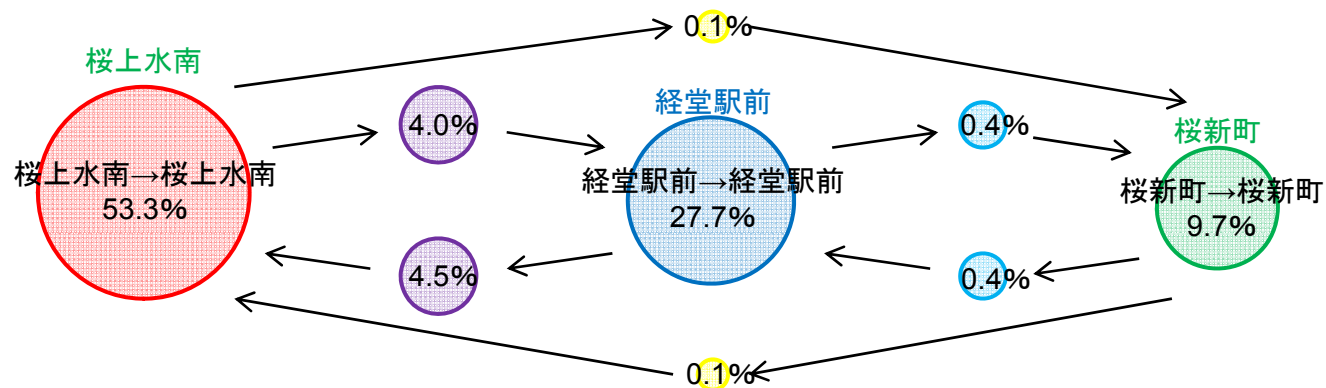 0.1%
桜上水南
経堂駅前
桜新町
4.0%
0.4%
桜上水南→桜上水南
53.3%
経堂駅前→経堂駅前
27.7%
桜新町→桜新町
9.7%
4.5%
0.4%
0.1%